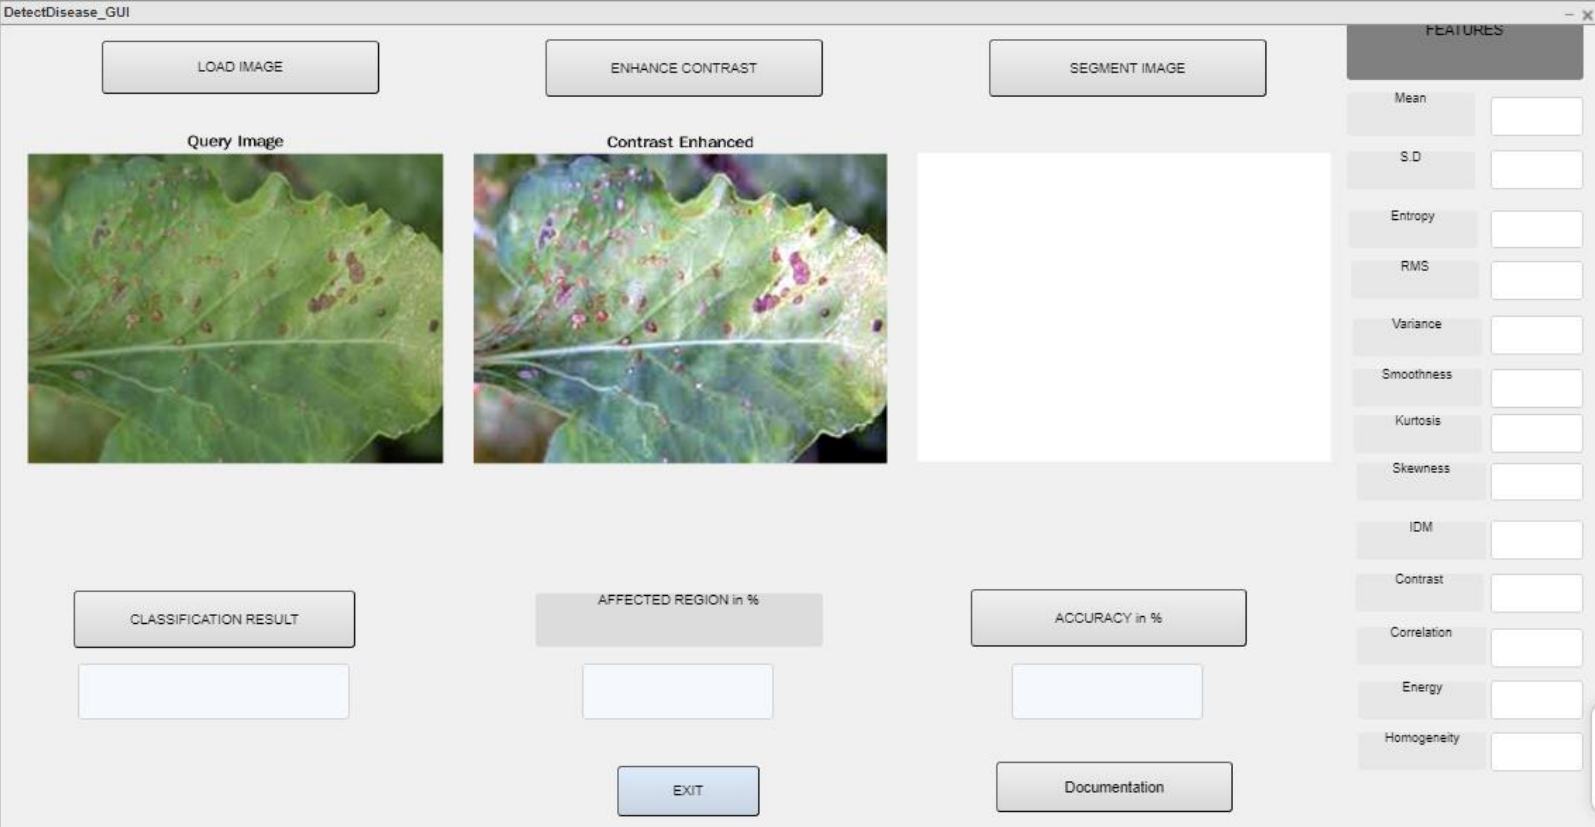 DetectDisease_GUI
LOAD IMAGE
ENHANCE CONTRAST
SEGMENT IMAGE
FEATURES
Query Image
Contrast Enhanced
Mean
S.D
Entropy
RMS
Variance
Smoothness
Kurtosis
Skewness
IDM
Contrast
Correlation
Energy
Homogeneity
CLASSIFICATION RESULT
AFFECTED REGION in %
ACCURACY in %
EXIT
Documentation